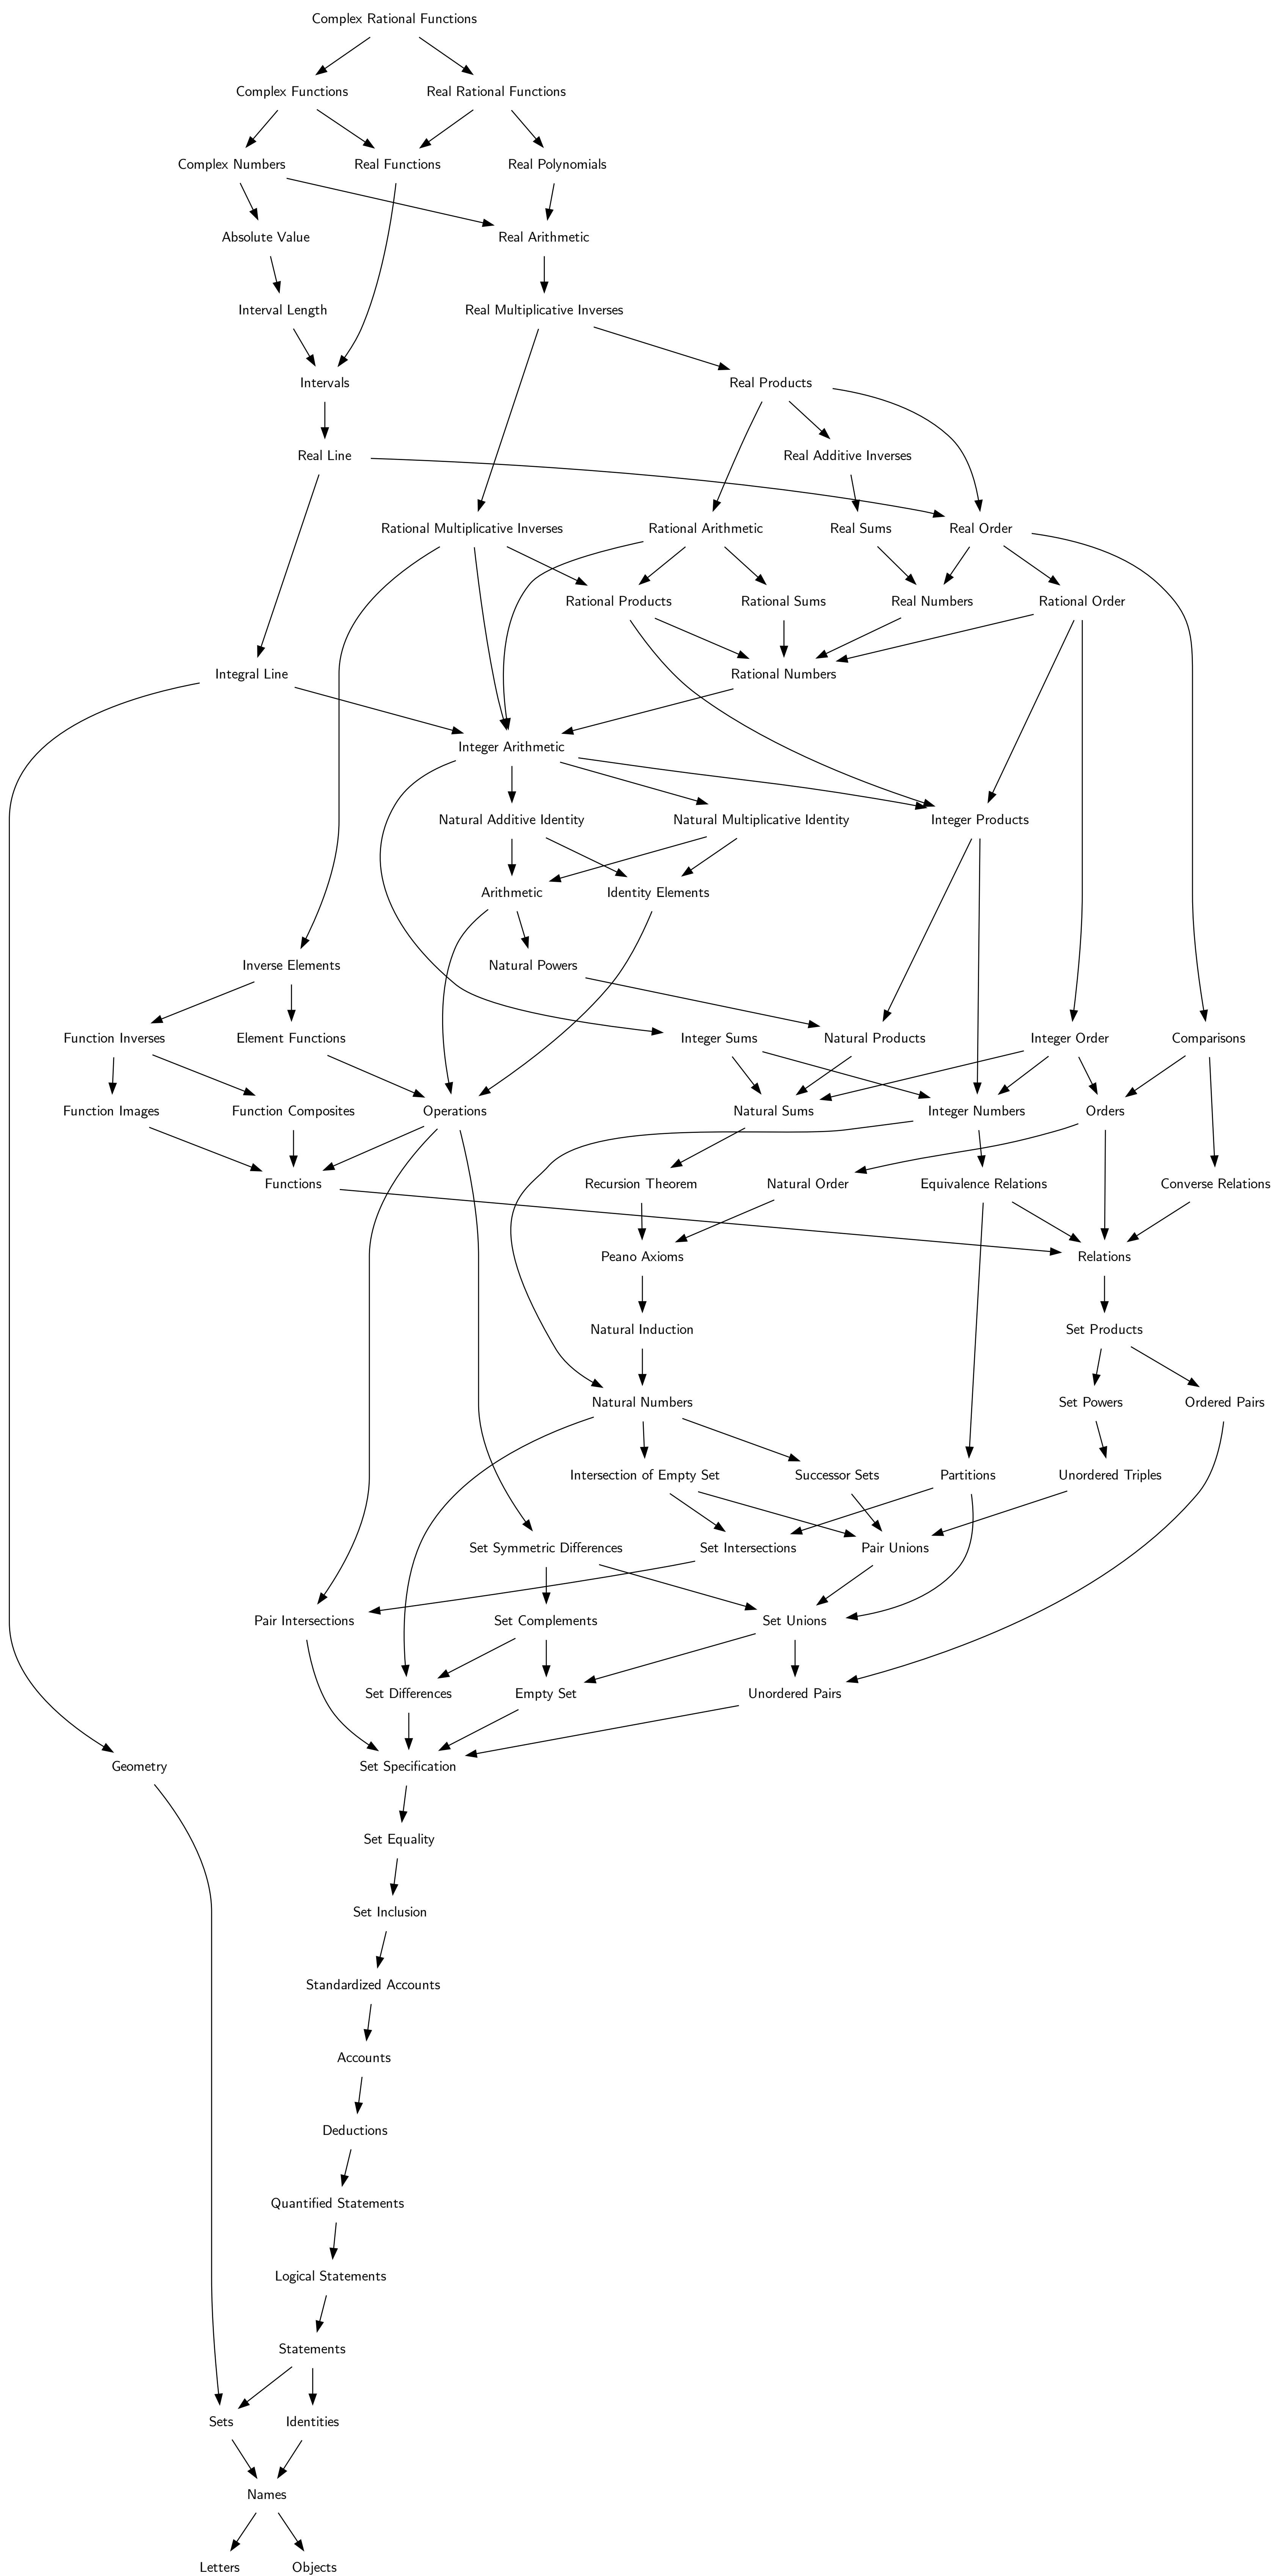 Complex Rational Functions
Complex Functions
Real Rational Functions
Complex Numbers
Real Functions
Real Polynomials
Absolute Value
Real Arithmetic
Interval Length
Real Multiplicative Inverses
Intervals
Real Products
Real Line
Real Additive Inverses
Rational Multiplicative Inverses
Rational Arithmetic
Real Sums
Real Order
Rational Products
Rational Sums
Real Numbers
Rational Order
Integral Line
Rational Numbers
Integer Arithmetic
Natural Additive Identity
Natural Multiplicative Identity
Integer Products
Arithmetic
Identity Elements
Inverse Elements
Natural Powers
Function Inverses
Element Functions
Integer Sums
Natural Products
Integer Order
Comparisons
Function Images
Function Composites
Operations
Natural Sums
Integer Numbers
Orders
Functions
Recursion Theorem
Natural Order
Equivalence Relations
Converse Relations
Peano Axioms
Relations
Natural Induction
Set Products
Natural Numbers
Set Powers
Ordered Pairs
Intersection of Empty Set
Successor Sets
Partitions
Unordered Triples
Set Symmetric Differences
Set Intersections
Pair Unions
Pair Intersections
Set Complements
Set Unions
Set Differences
Empty Set
Unordered Pairs
Geometry
Set Specification
Set Equality
Set Inclusion
Standardized Accounts
Accounts
Deductions
Quantified Statements
Logical Statements
Statements
Sets
Identities
Names
Letters
Objects